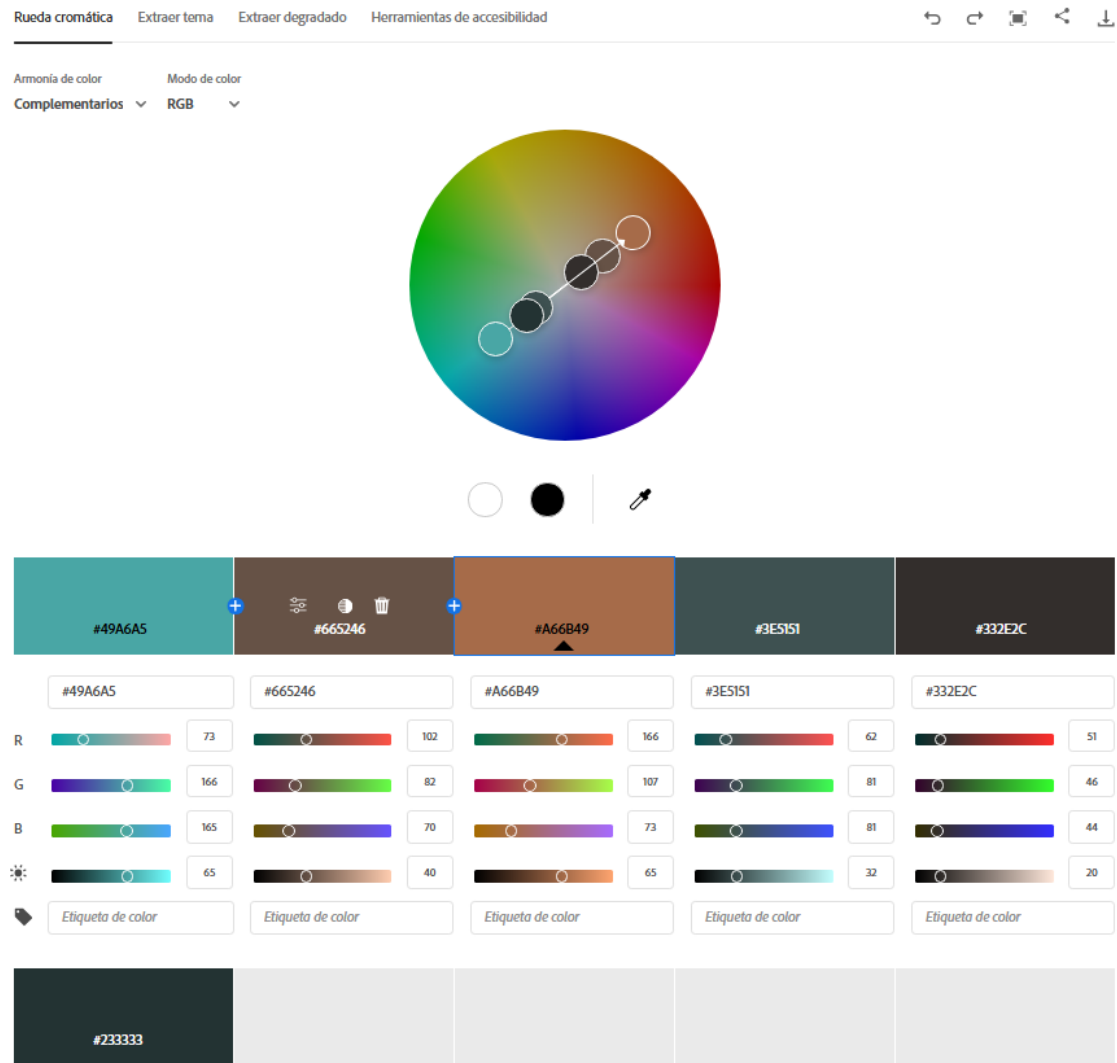 Rueda cromática Extraer tema Extraer degradado Herramientas de accesibilidad
Armonía de color Modo de color
Complementarios RGB
#49A6A5 #665246 #A66B49 #3E5151 #332E2C
#49A6A5 #665246 #A66B49 #3E5151 #332E2C
R 73 102 166 62 51
G 166 82 107 81 46
B 165 70 73 81 44
65 40 65 32 20
Etiqueta de color Etiqueta de color Etiqueta de color Etiqueta de color Etiqueta de color
#233333